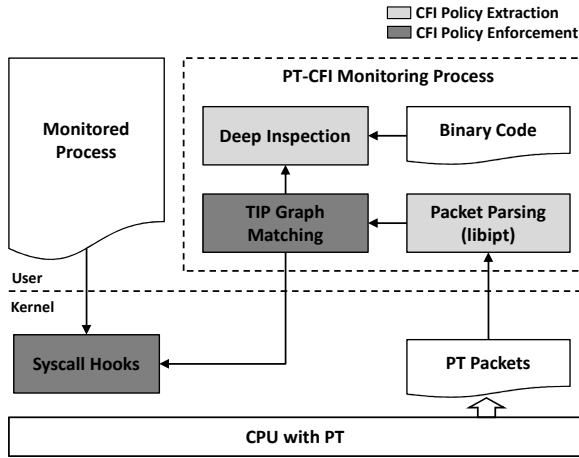 CFI Policy Extraction
CFI Policy Enforcement
PT-CFI Monitoring Process
Monitored
Process
Deep Inspection
Binary Code
TIP Graph
Matching
Packet Parsing
(libipt)
User
Kernel
Syscall Hooks
PT Packets
CPU with PT